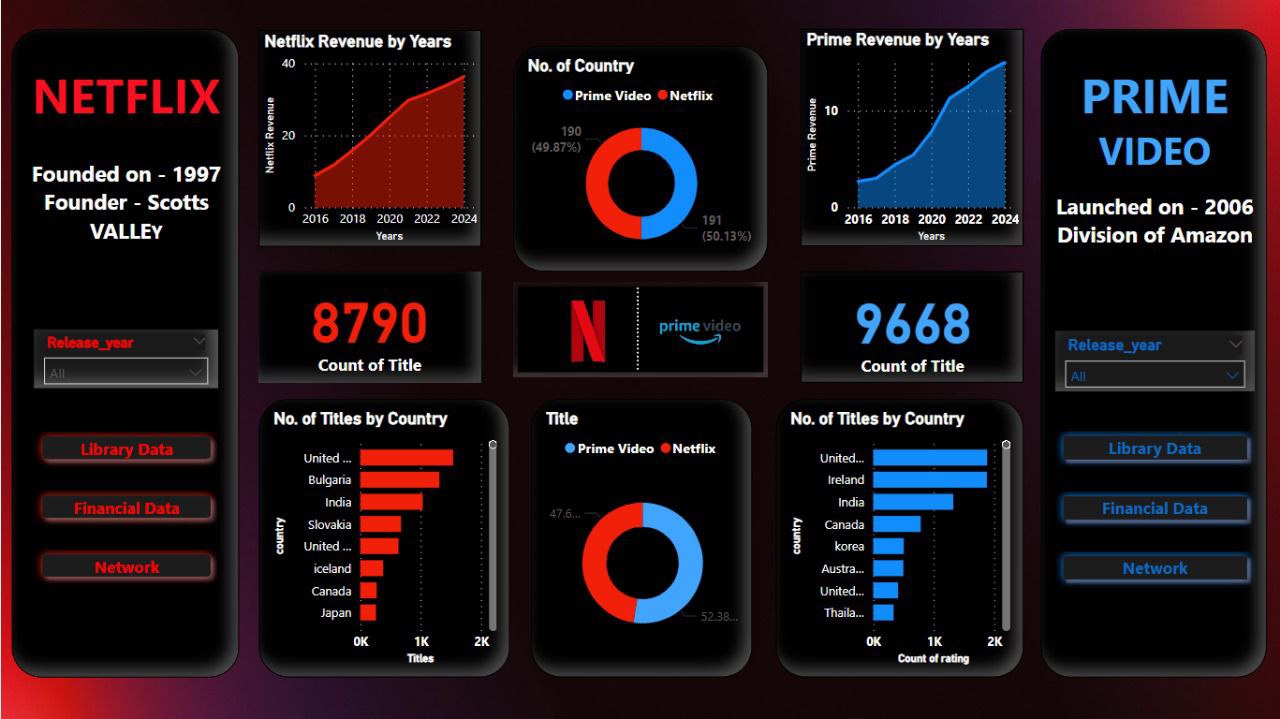 NETFLIX
Founded on - 1997
Founder - Scotts
VALLEY
Release_year
All
Library Data
Financial Data
Network
Netflix Revenue by Years
40
20
0
Netflix Revenue
2016 2018 2020 2022 2024
Years
8790
Count of Title
No. of Titles by Country
country
United ...
Bulgaria
India
Slovakia
United ...
iceland
Canada
Japan
0K 1K 2K
Titles
No. of Country
Prime Video Netflix
190
(49.87%)
191
(50.13%)
N
prime video
Title
Prime Video Netflix
47.6...
52.38...
Prime Revenue by Years
10
0
Prime Revenue
2016 2018 2020 2022 2024
Years
9668
Count of Title
No. of Titles by Country
country
United...
Ireland
India
Canada
korea
Austra...
United...
Thaila...
0K 1K 2K
Count of rating
PRIME
VIDEO
Launched on - 2006
Division of Amazon
Release_year
All
Library Data
Financial Data
Network